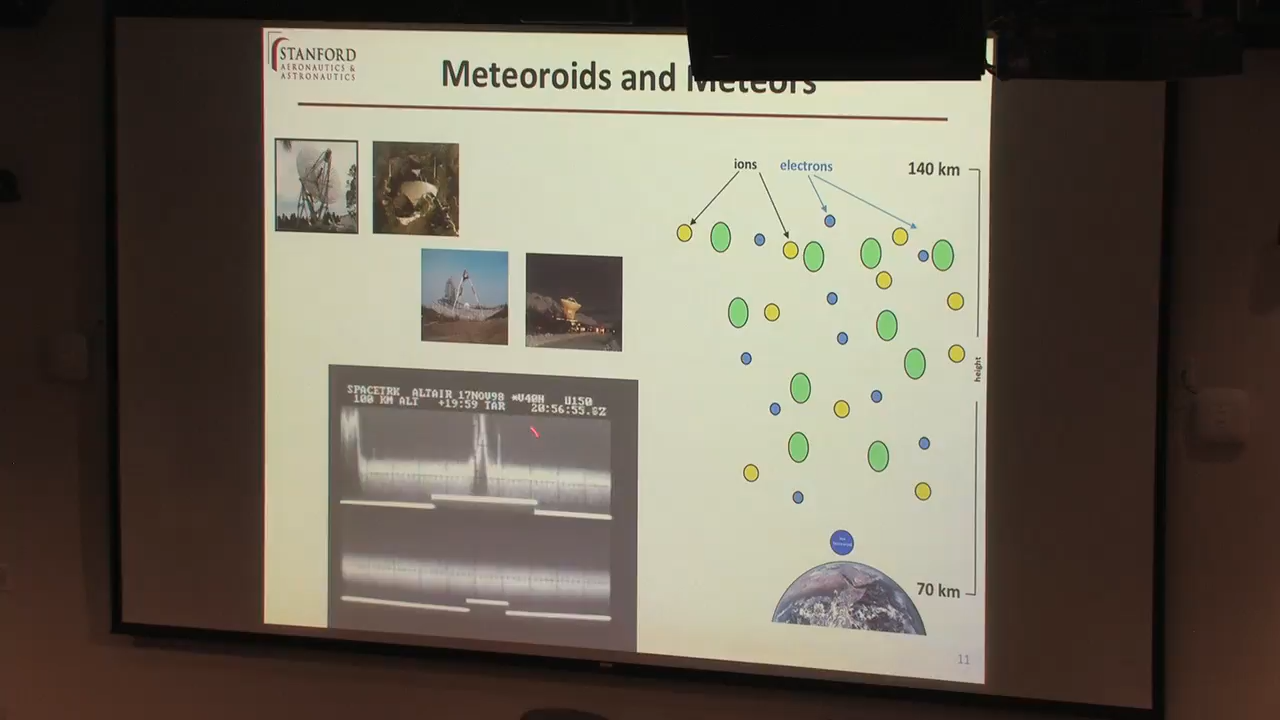 STANFORD
AERONAUTICS &
ASTRONAUTICS
Meteoroids and Meteors
ions
electrons
140 km
height
SPACETRK ALTAIR 17NOV98 *V40H U150
100 KM ALT +19:59 TAR 20:56:55.8Z
70 km
11